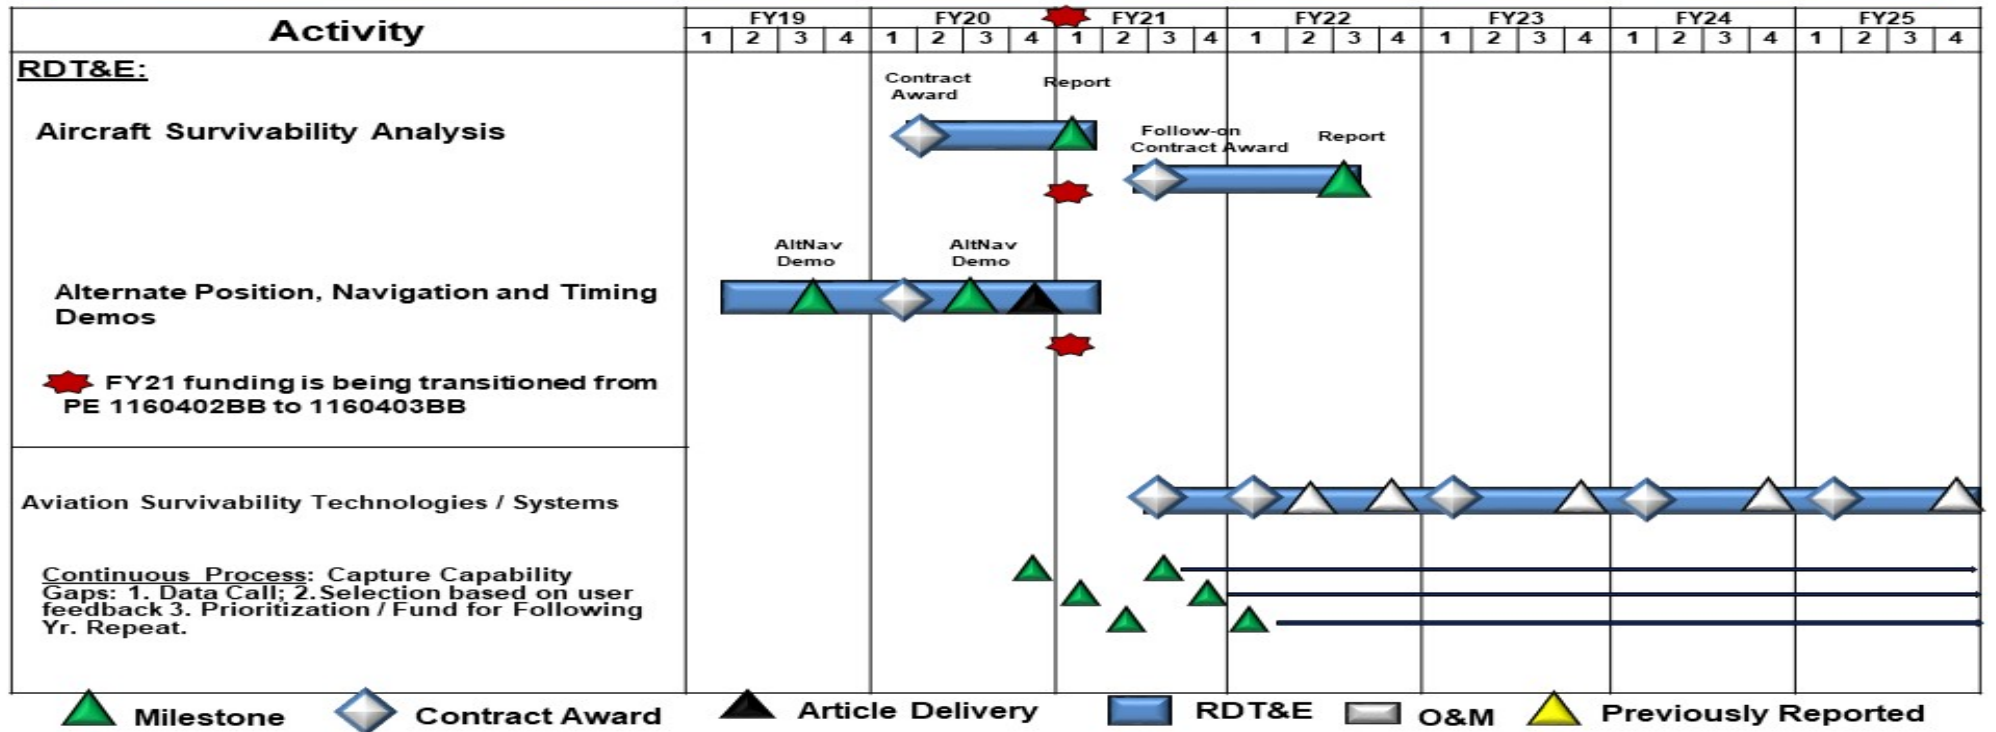 Activity
FY19 FY20 FY21 FY22 FY23 FY24 FY25
1 2 3 4 1 2 3 4 1 2 3 4 1 2 3 4 1 2 3 4 1 2 3 4 1 2 3 4
RDT&E:
Contract
Award
Report
Aircraft Survivability Analysis
Follow-on
Contract Award
Report
AltNav
Demo
AltNav
Demo
Alternate Position, Navigation and Timing
Demos
FY21 funding is being transitioned from
PE 1160402BB to 1160403BB
Aviation Survivability Technologies / Systems
Continuous Process: Capture Capability
Gaps: 1. Data Call; 2.Selection based on user
feedback 3. Prioritization / Fund for Following
Yr. Repeat.
Milestone Contract Award Article Delivery RDT&E O&M Previously Reported